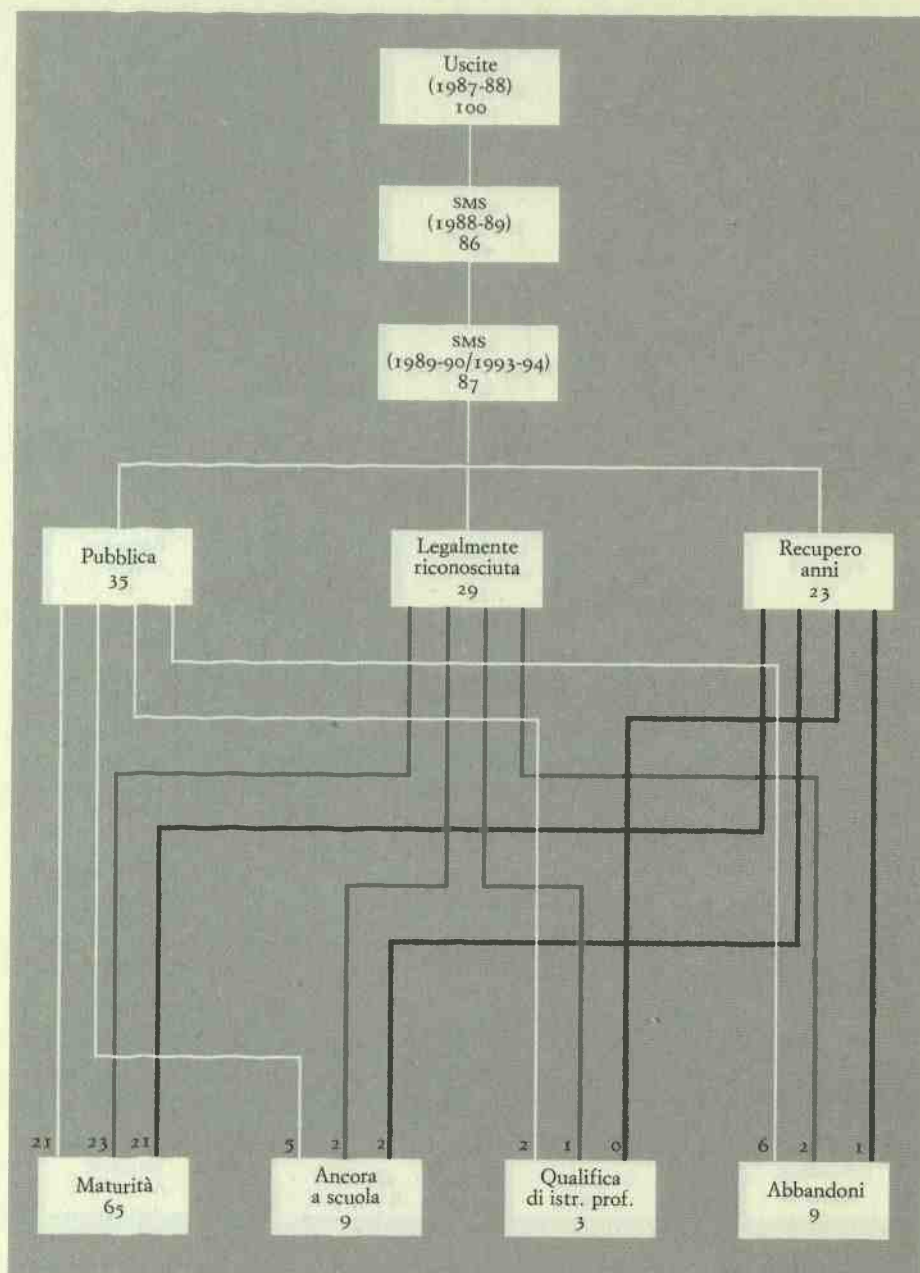 Uscite
(1987-88)
100
SMS
(1988-89)
86
SMS
(1989-90/1993-94)
87
Pubblica
35
Legalmente
riconosciuta
29
Recupero
anni
23
21 23 21 5 2 2 2 1 0 6 2 1
Maturità
65
Ancora
a scuola
9
Qualifica
di istr. prof.
3
Abbandoni
9